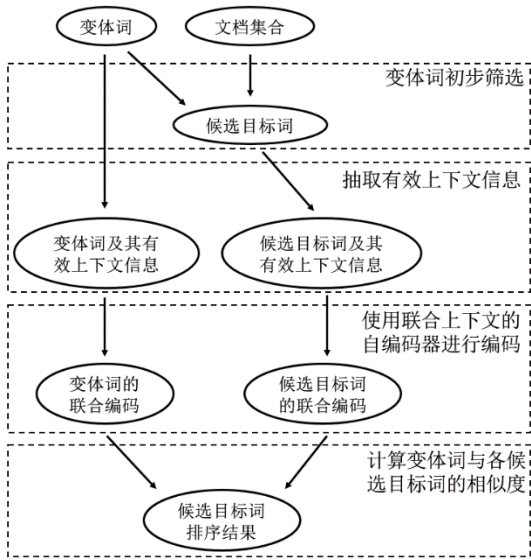 变体词
文档集合
变体词初步筛选
候选目标词
抽取有效上下文信息
变体词及其有
效上下文信息
候选目标词及其
有效上下文信息
使用联合上下文的
自编码器进行编码
变体词的
联合编码
候选目标词
的联合编码
计算变体词与各候
选目标词的相似度
候选目标词
排序结果